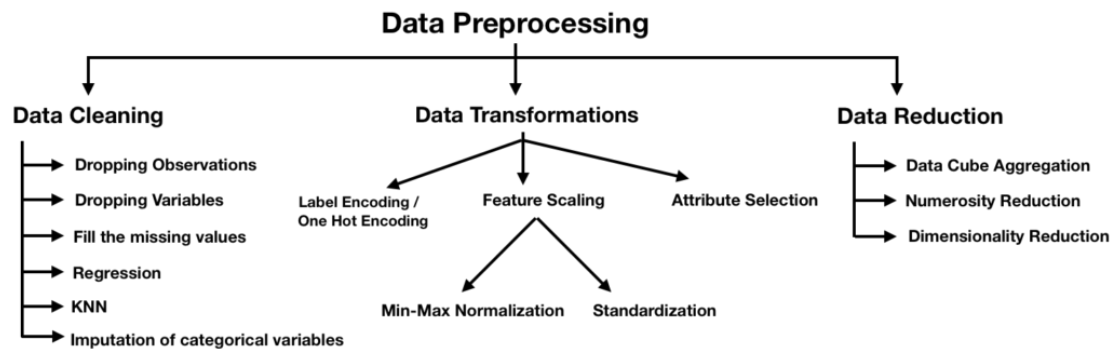 Data Preprocessing
Data Cleaning
Dropping Observations
Dropping Variables
Fill the missing values
Regression
KNN
Imputation of categorical variables
Data Transformations
Label Encoding /
One Hot Encoding
Feature Scaling
Attribute Selection
Min-Max Normalization
Standardization
Data Reduction
Data Cube Aggregation
Numerosity Reduction
Dimensionality Reduction